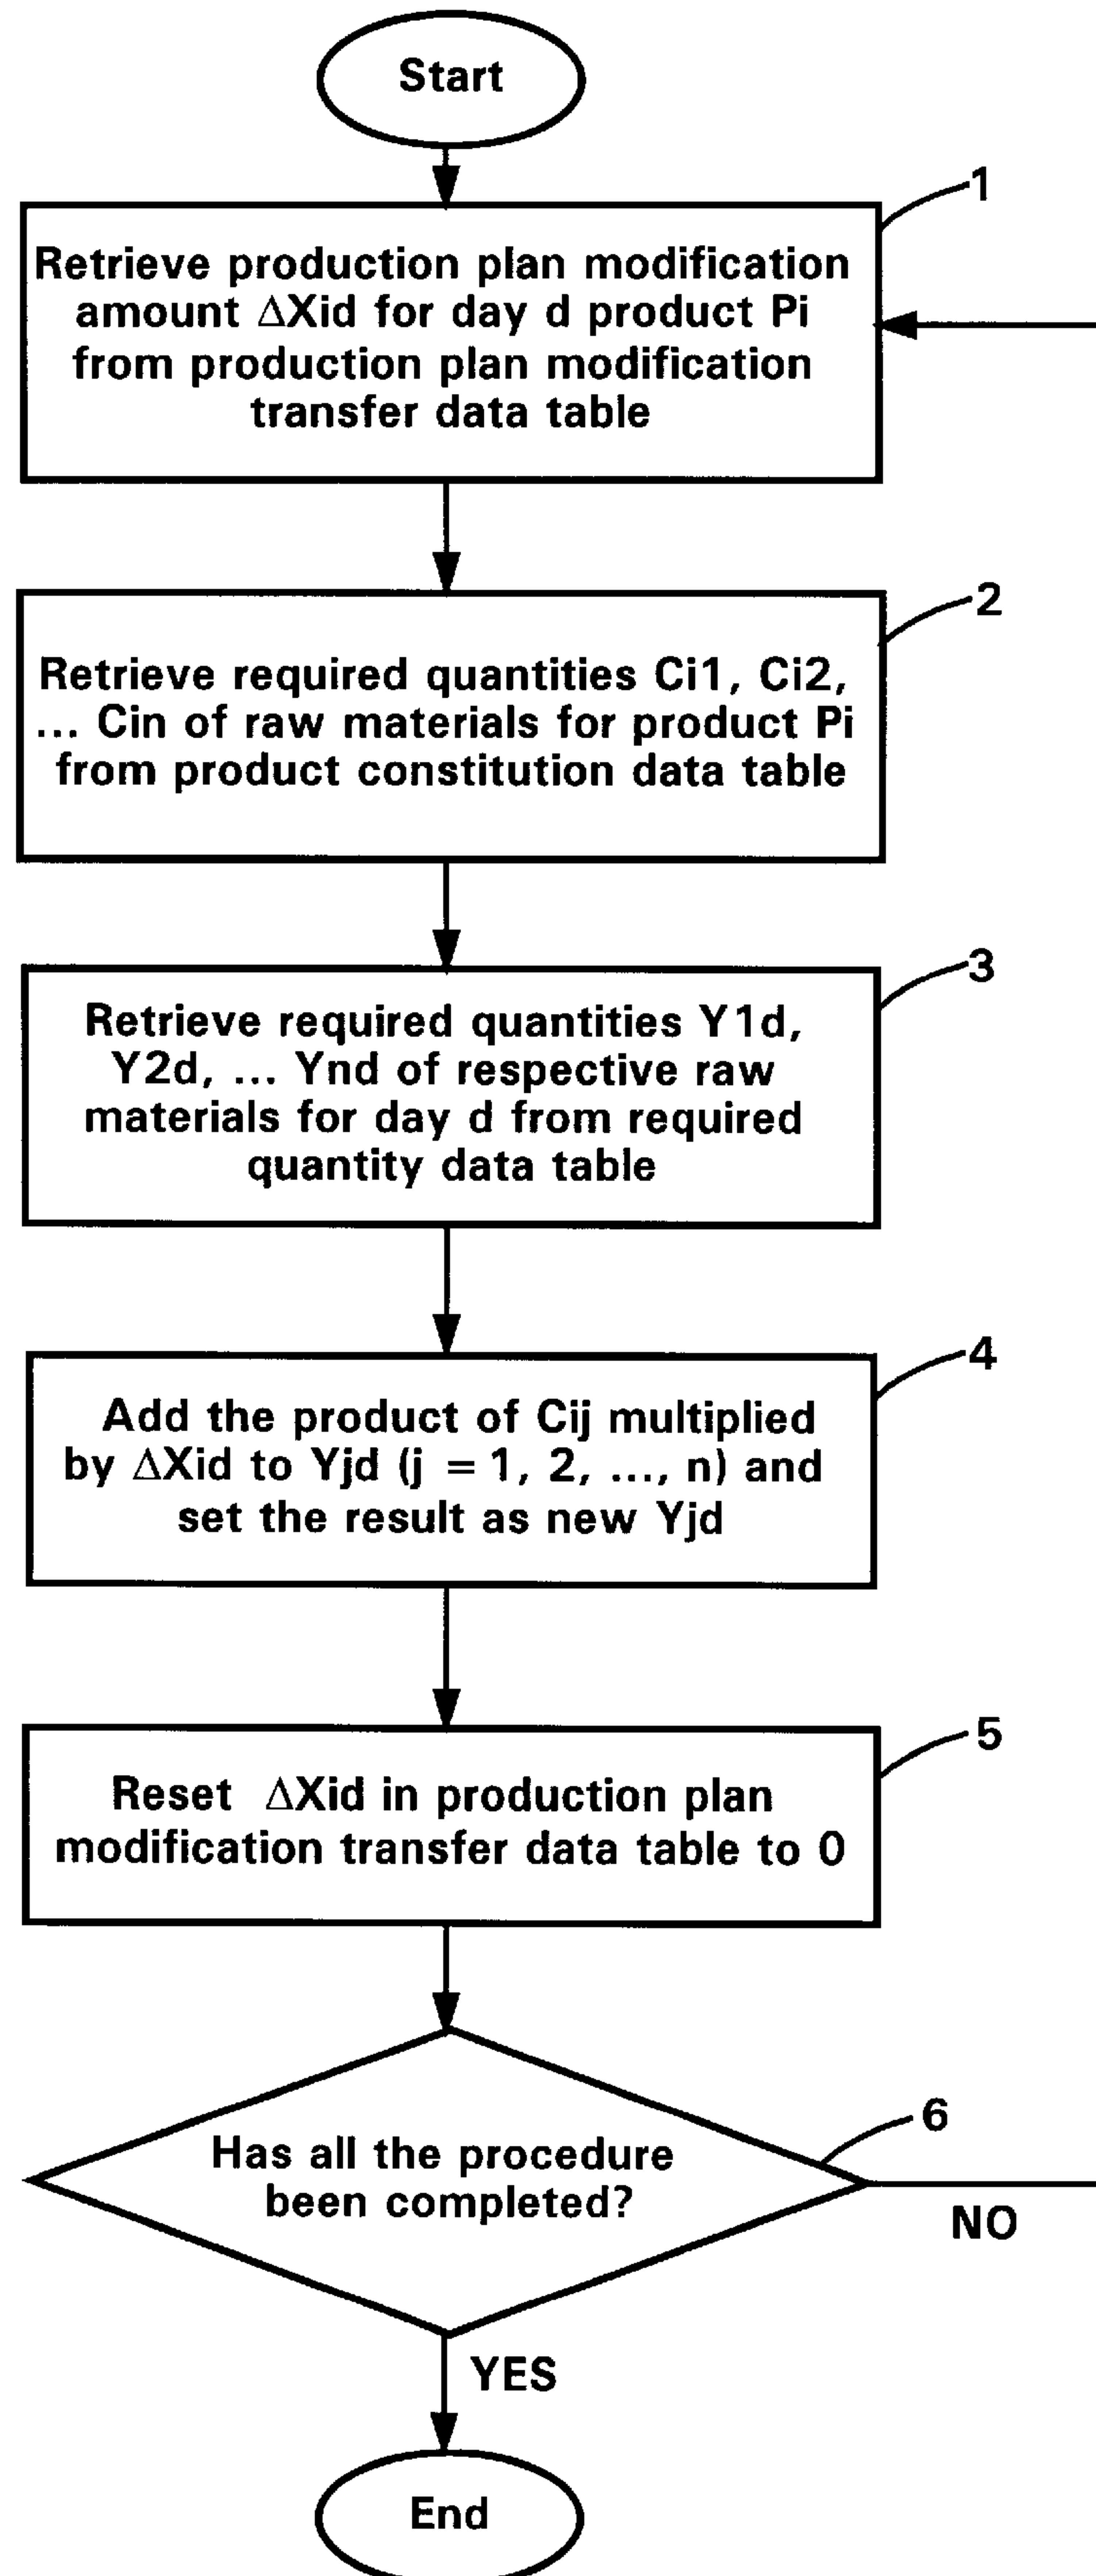 Start
1
Retrieve production plan modification
amount ΔXid for day d product Pi
from production plan modification
transfer data table
2
Retrieve required quantities Ci1, Ci2,
... Cin of raw materials for product Pi
from product constitution data table
3
Retrieve required quantities Y1d,
Y2d, ... Ynd of respective raw
materials for day d from required
quantity data table
4
Add the product of Cij multiplied
by ΔXid to Yjd (j = 1, 2, ..., n) and
set the result as new Yjd
5
Reset ΔXid in production plan
modification transfer data table to 0
6
Has all the procedure
been completed?
NO
YES
End